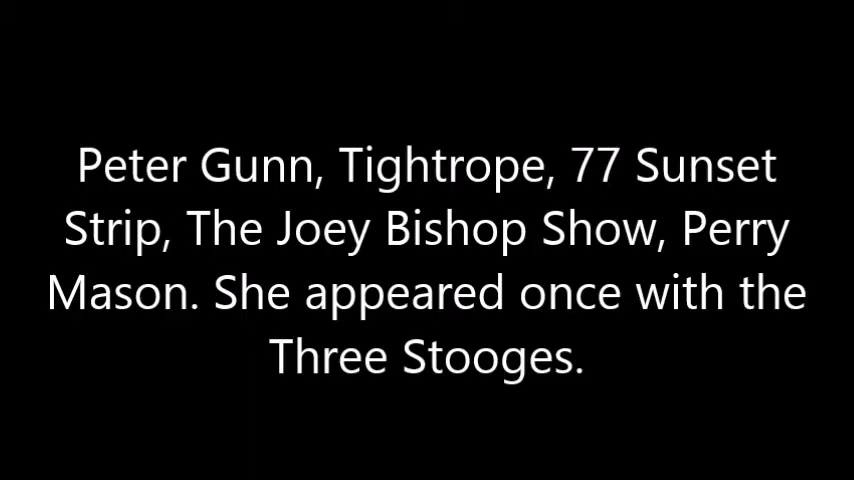 Peter Gunn, Tightrope, 77 Sunset
Strip, The Joey Bishop Show, Perry
Mason. She appeared once with the
Three Stooges.